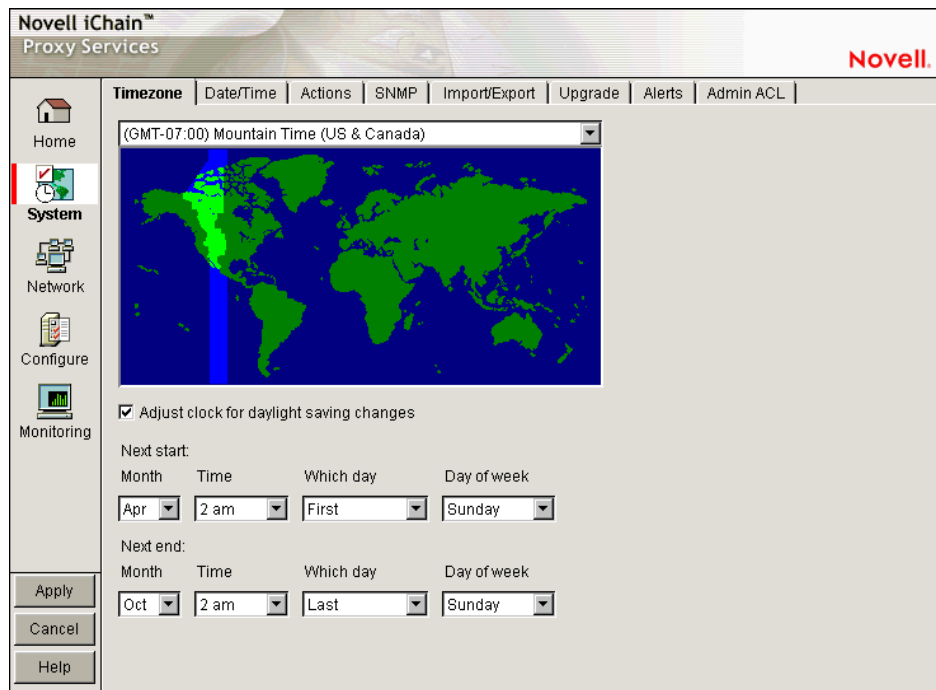 Novell iChain™
Proxy Services
Novell.
Timezone Date/Time Actions SNMP Import/Export Upgrade Alerts Admin ACL
Home
System
Network
Configure
Monitoring
(GMT-07:00) Mountain Time (US & Canada)
Adjust clock for daylight saving changes
Next start:
Month Time Which day Day of week
Apr 2 am First Sunday
Next end:
Month Time Which day Day of week
Oct 2 am Last Sunday
Apply
Cancel
Help